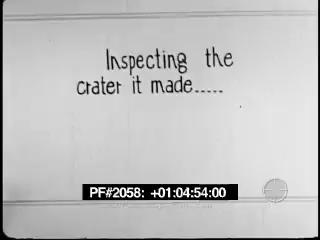 Inspecting the
crater it made.....
PF#2058: +01:04:54:00